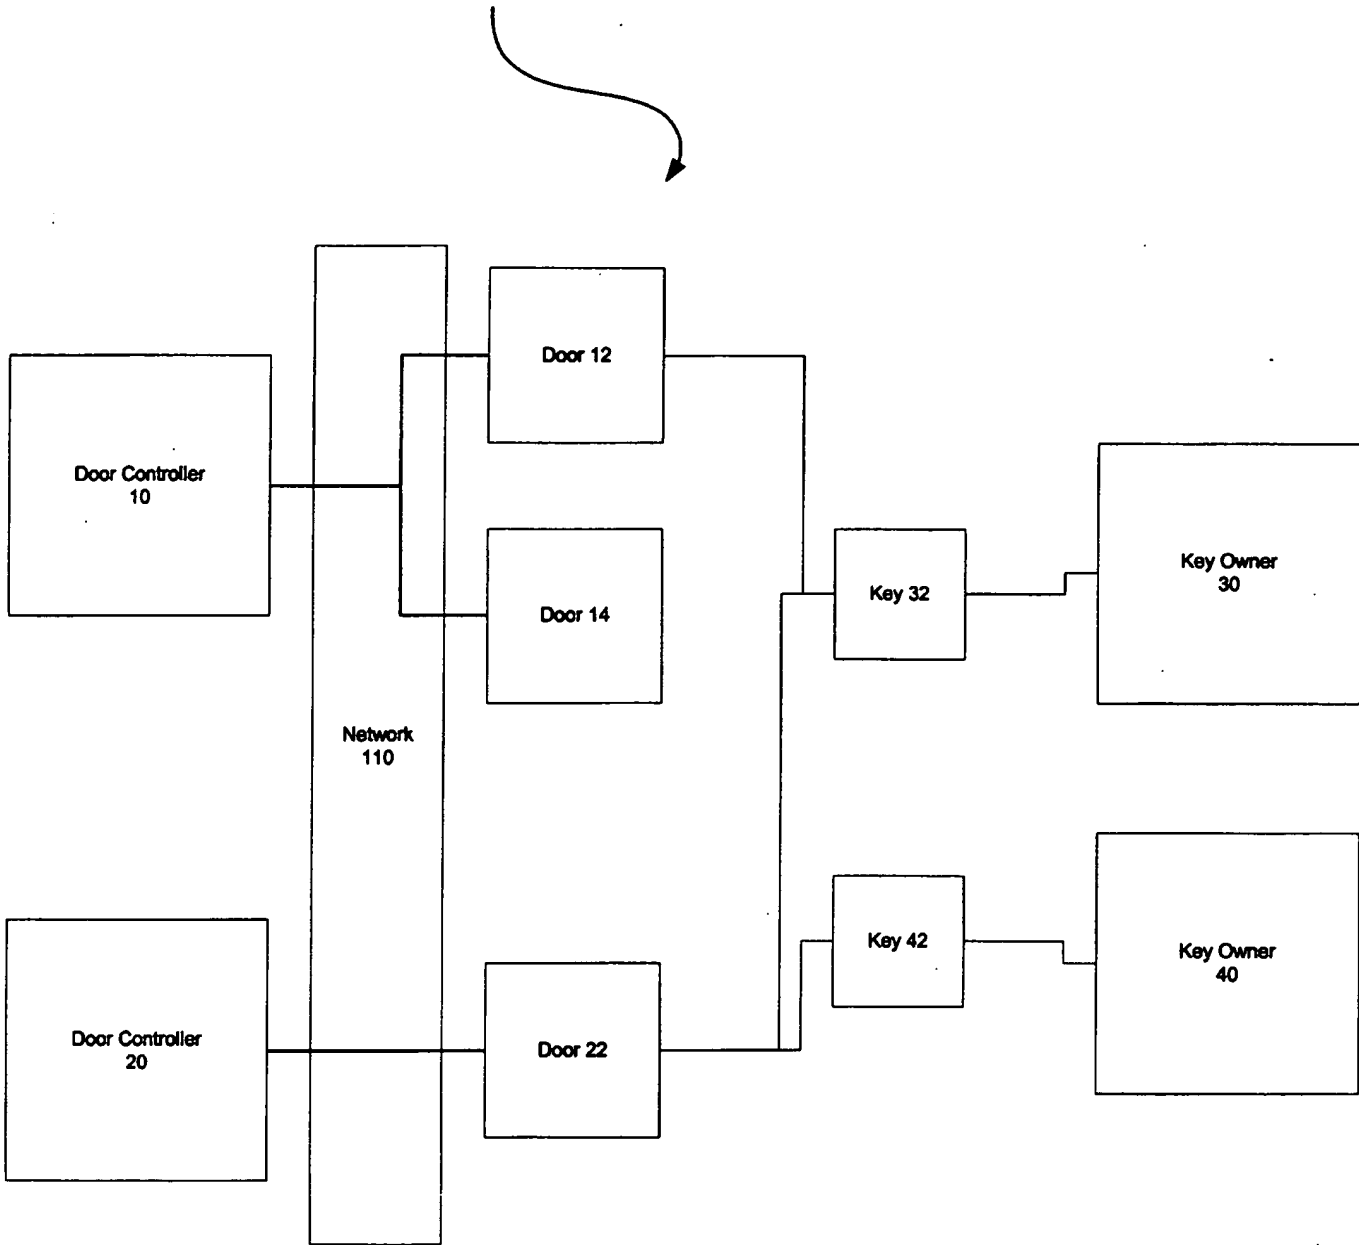 Door 12
Door Controller
10
Key Owner
30
Key 32
Door 14
Network
110
Key 42
Key Owner
40
Door Controller
20
Door 22